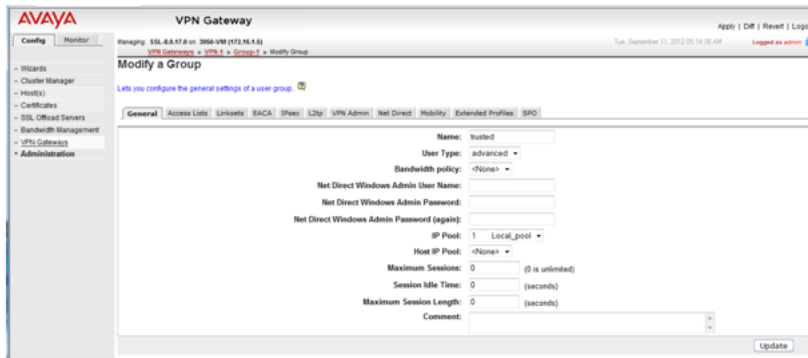 AVAYA
VPN Gateway
Apply | Diff | Revert |
Config Monitor
Managing: SSL-8.0.17.0 on: 3050-VM (172.16.1.5)
Tue, September 11, 2012 05:14:38 AM
Logged as admin
VPN Gateways » VPN-1 » Group-1 » Modify Group
Modify a Group
Lets you configure the general settings of a user group.
- Wizards
- Cluster Manager
- Host(s)
- Certificates
- SSL Offload Servers
- Bandwidth Management
- VPN Gateways
+ Administration
General Access Lists Linksets EACA IPsec L2tp VPN Admin Net Direct Mobility Extended Profiles SPO
Name: trusted
User Type: advanced
Bandwidth policy: <None>
Net Direct Windows Admin User Name:
Net Direct Windows Admin Password:
Net Direct Windows Admin Password (again):
IP Pool: 1 Local_pool
Host IP Pool: <None>
Maximum Sessions: 0 (0 is unlimited)
Session Idle Time: 0 (seconds)
Maximum Session Length: 0 (seconds)
Comment:
Update